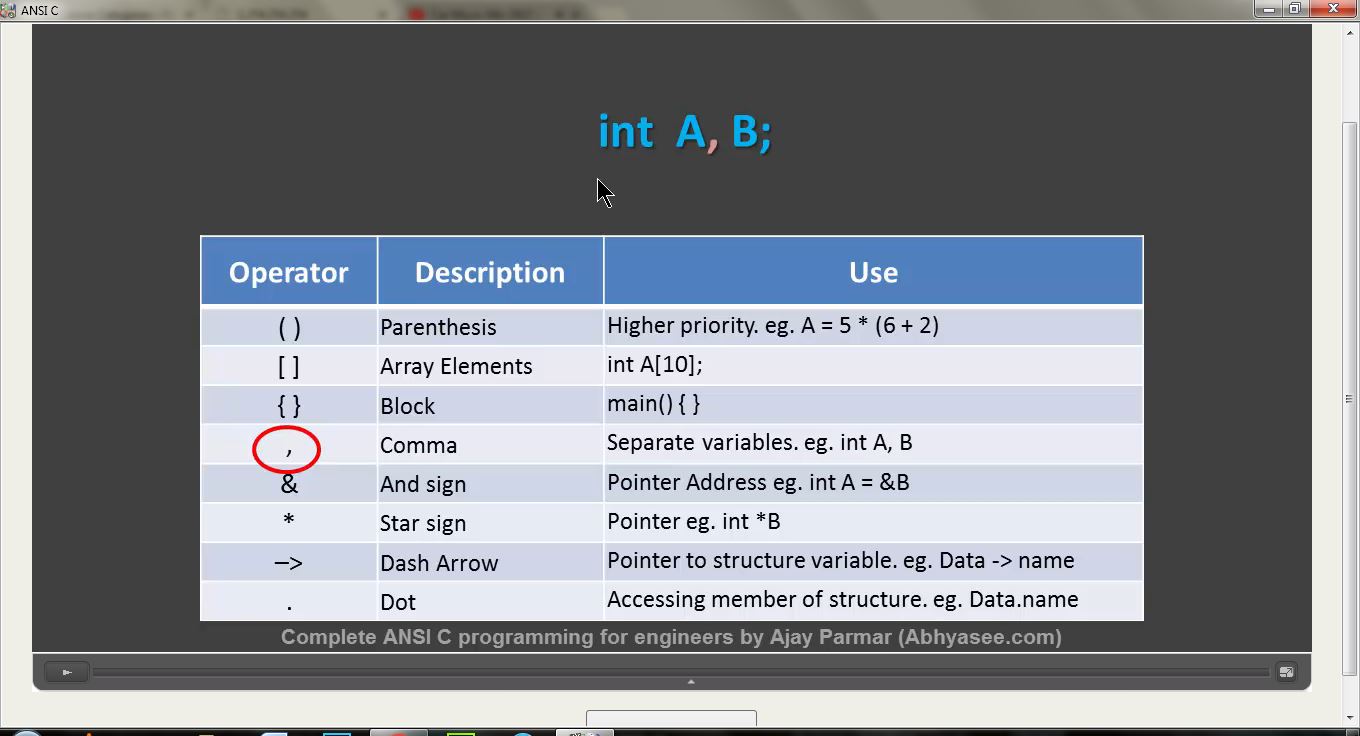 ANSI C
int A, B;
Operator Description Use
( ) Parenthesis Higher priority. eg. A = 5 * (6 + 2)
[ ] Array Elements int A[10];
{ } Block main() { }
, Comma Separate variables. eg. int A, B
& And sign Pointer Address eg. int A = &B
* Star sign Pointer eg. int *B
–> Dash Arrow Pointer to structure variable. eg. Data -> name
. Dot Accessing member of structure. eg. Data.name
Complete ANSI C programming for engineers by Ajay Parmar (Abhyasee.com)